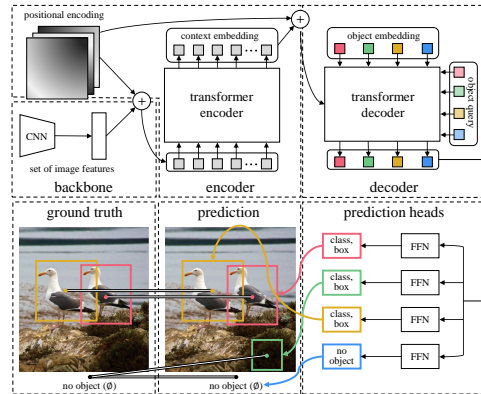 positional encoding
CNN
set of image features
backbone
context embedding
transformer
encoder
encoder
object embedding
transformer
decoder
object query
decoder
ground truth
no object (∅)
prediction
no object (∅)
prediction heads
class,
box
FFN
class,
box
FFN
class,
box
FFN
no
object
FFN